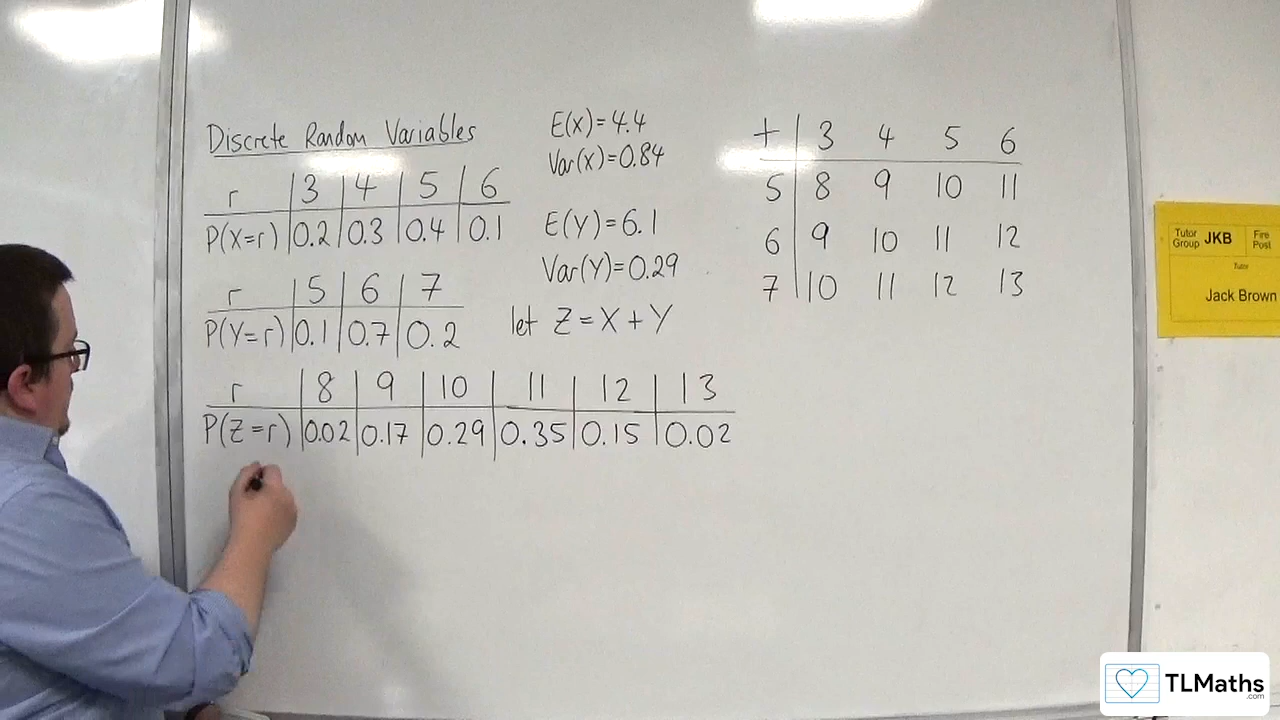 Discrete Random Variables
r 3 4 5 6
P(X=r) 0.2 0.3 0.4 0.1
r 5 6 7
P(Y=r) 0.1 0.7 0.2
E(X)=4.4
Var(X)=0.84
E(Y)=6.1
Var(Y)=0.29
let Z=X+Y
r 8 9 10 11 12 13
P(Z=r) 0.02 0.17 0.29 0.35 0.15 0.02
+ 3 4 5 6
5 8 9 10 11
6 9 10 11 12
7 10 11 12 13
Tutor Group JKB Fire Post
Tutor
Jack Brown
TLMaths
.com